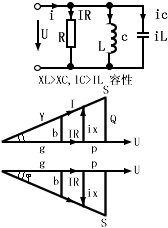 i IR ic
U R L c iL
XL>XC,IC>IL 容性
S
Y I Q
b IR ix
φ g p U
g p U
φ b IR ix
S